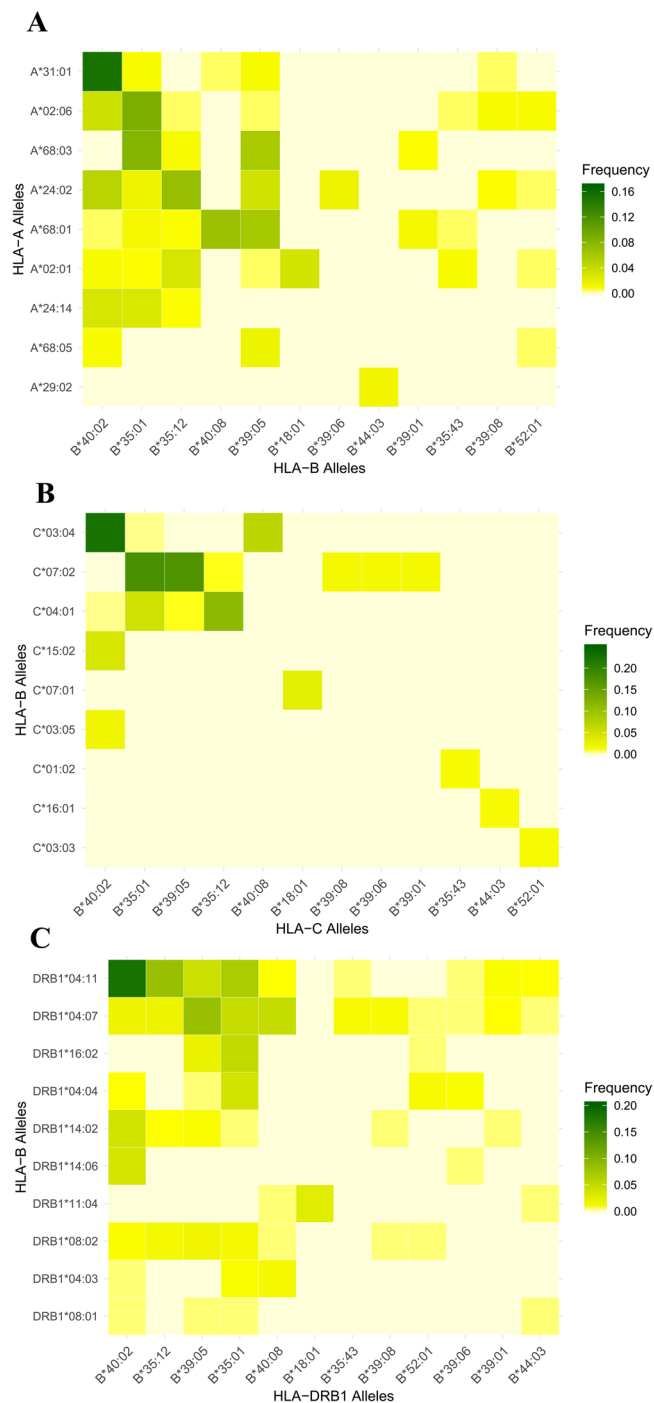 A
HLA−A Alleles
A*31:01
A*02:06
A*68:03
A*24:02
A*68:01
A*02:01
A*24:14
A*68:05
A*29:02
B*40:02
B*35:01
B*35:12
B*40:08
B*39:05
B*18:01
B*39:06
B*44:03
B*39:01
B*35:43
B*39:08
B*52:01
HLA−B Alleles
Frequency
0.16
0.12
0.08
0.04
0.00
B
HLA−B Alleles
C*03:04
C*07:02
C*04:01
C*15:02
C*07:01
C*03:05
C*01:02
C*16:01
C*03:03
B*40:02
B*35:01
B*39:05
B*35:12
B*40:08
B*18:01
B*39:08
B*39:06
B*39:01
B*35:43
B*44:03
B*52:01
HLA−C Alleles
Frequency
0.20
0.15
0.10
0.05
0.00
C
HLA−B Alleles
DRB1*04:11
DRB1*04:07
DRB1*16:02
DRB1*04:04
DRB1*14:02
DRB1*14:06
DRB1*11:04
DRB1*08:02
DRB1*04:03
DRB1*08:01
B*40:02
B*35:12
B*39:05
B*35:01
B*40:08
B*18:01
B*35:43
B*39:08
B*52:01
B*39:06
B*39:01
B*44:03
HLA−DRB1 Alleles
Frequency
0.20
0.15
0.10
0.05
0.00